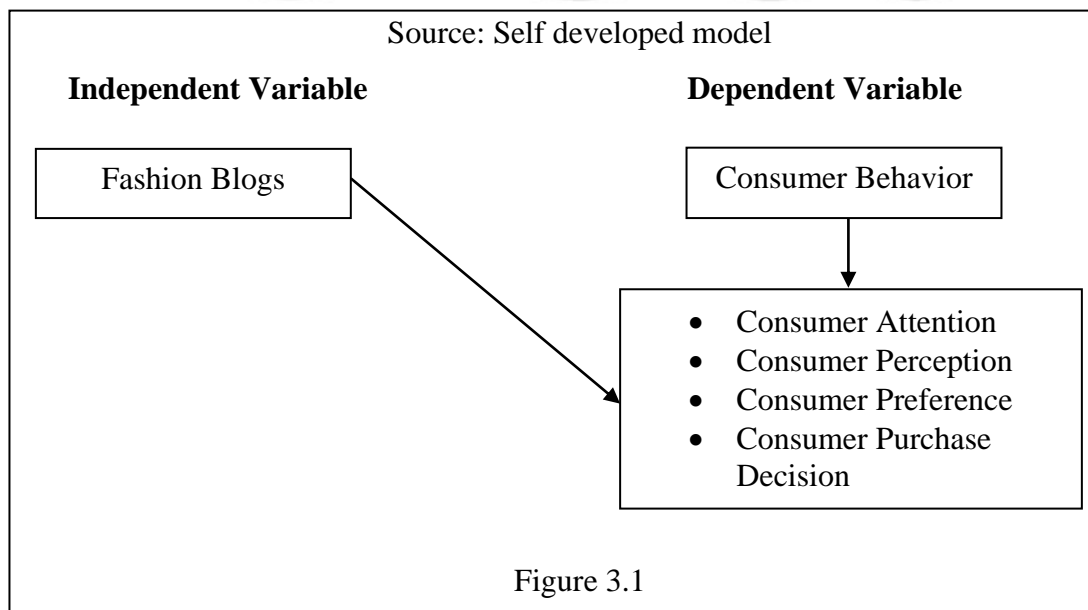 Source: Self developed model
Independent Variable
Dependent Variable
Fashion Blogs
Consumer Behavior
• Consumer Attention
• Consumer Perception
• Consumer Preference
• Consumer Purchase
Decision
Figure 3.1